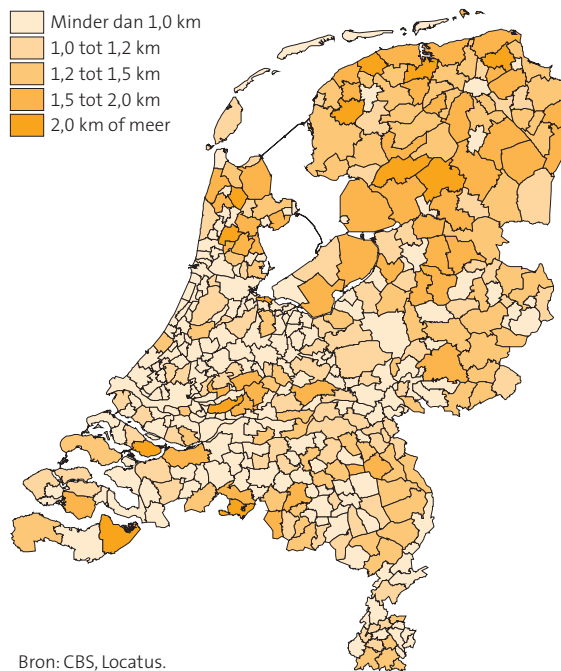 Minder dan 1,0 km
1,0 tot 1,2 km
1,2 tot 1,5 km
1,5 tot 2,0 km
2,0 km of meer
Bron: CBS, Locatus.